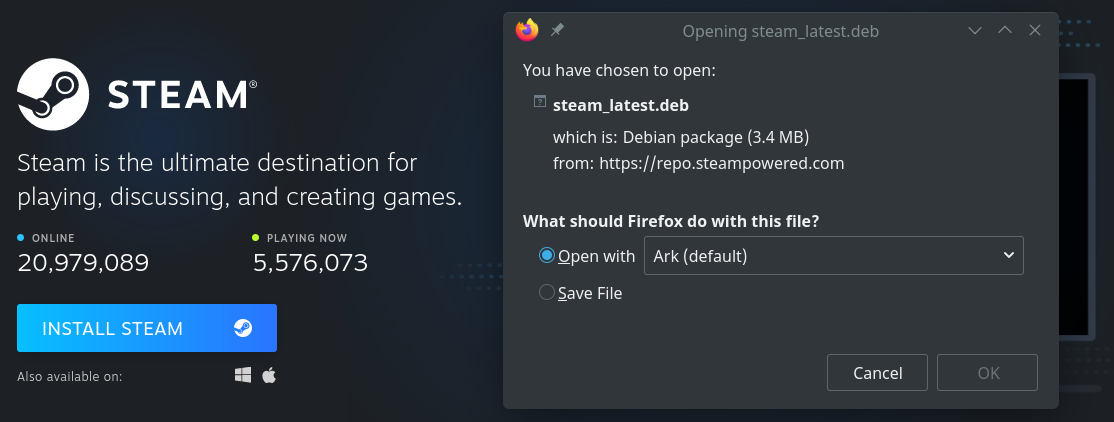 STEAM®
Steam is the ultimate destination for
playing, discussing, and creating games.
ONLINE
20,979,089
PLAYING NOW
5,576,073
INSTALL STEAM
Also available on:
Opening steam_latest.deb
You have chosen to open:
steam_latest.deb
which is: Debian package (3.4 MB)
from: https://repo.steampowered.com
What should Firefox do with this file?
Open with
Ark (default)
Save File
Cancel
OK